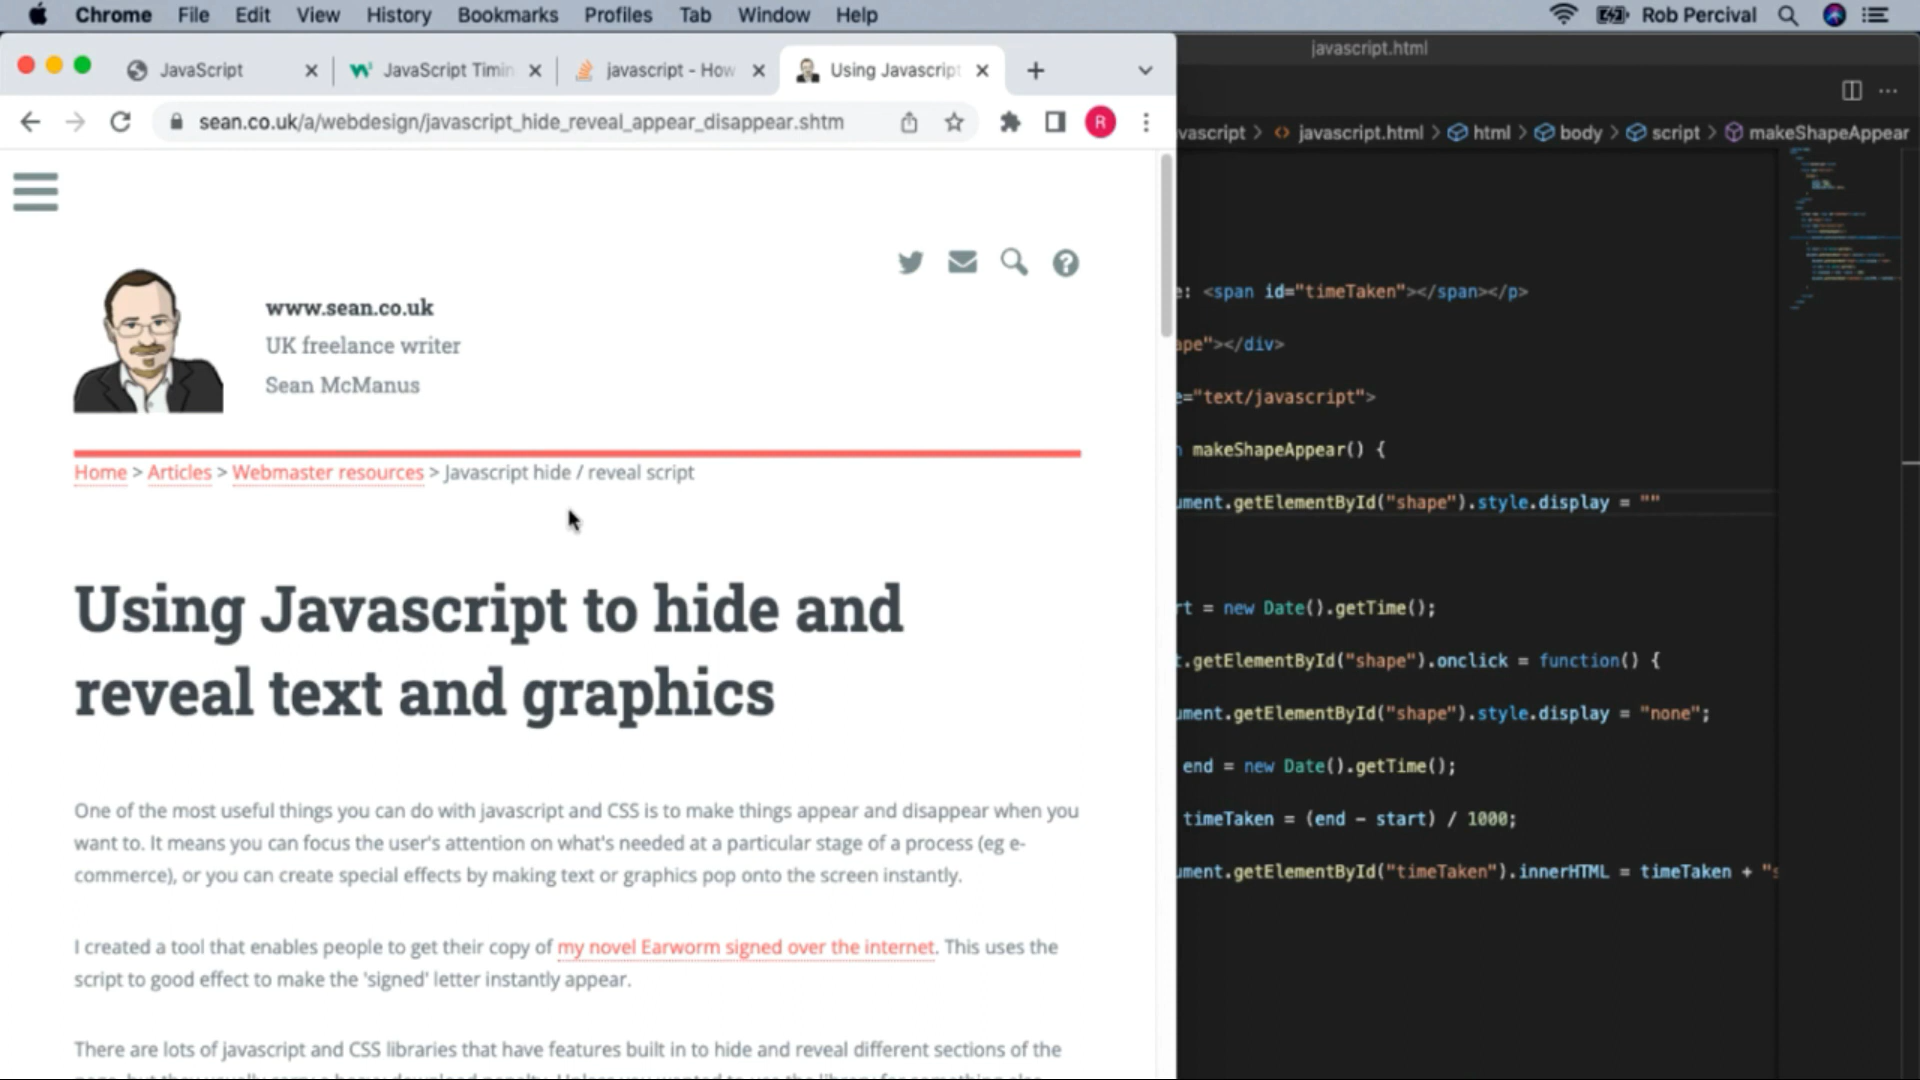 Chrome File Edit View History Bookmarks Profiles Tab Window Help Rob Percival
javascript.html
JavaScript JavaScript Timin javascript - How Using Javascript
sean.co.uk/a/webdesign/javascript_hide_reveal_appear_disappear.shtm R
vascript > javascript.html > html > body > script > makeShapeAppear
www.sean.co.uk
UK freelance writer
Sean McManus
Home > Articles > Webmaster resources > Javascript hide / reveal script
Using Javascript to hide and
reveal text and graphics
One of the most useful things you can do with javascript and CSS is to make things appear and disappear when you
want to. It means you can focus the user's attention on what's needed at a particular stage of a process (eg e-
commerce), or you can create special effects by making text or graphics pop onto the screen instantly.
I created a tool that enables people to get their copy of my novel Earworm signed over the internet. This uses the
script to good effect to make the 'signed' letter instantly appear.
There are lots of javascript and CSS libraries that have features built in to hide and reveal different sections of the
e: <span id="timeTaken"></span></p>
ape"></div>
e="text/javascript">
n makeShapeAppear() {
ument.getElementById("shape").style.display = ""
rt = new Date().getTime();
t.getElementById("shape").onclick = function() {
ument.getElementById("shape").style.display = "none";
end = new Date().getTime();
timeTaken = (end - start) / 1000;
ument.getElementById("timeTaken").innerHTML = timeTaken + "s